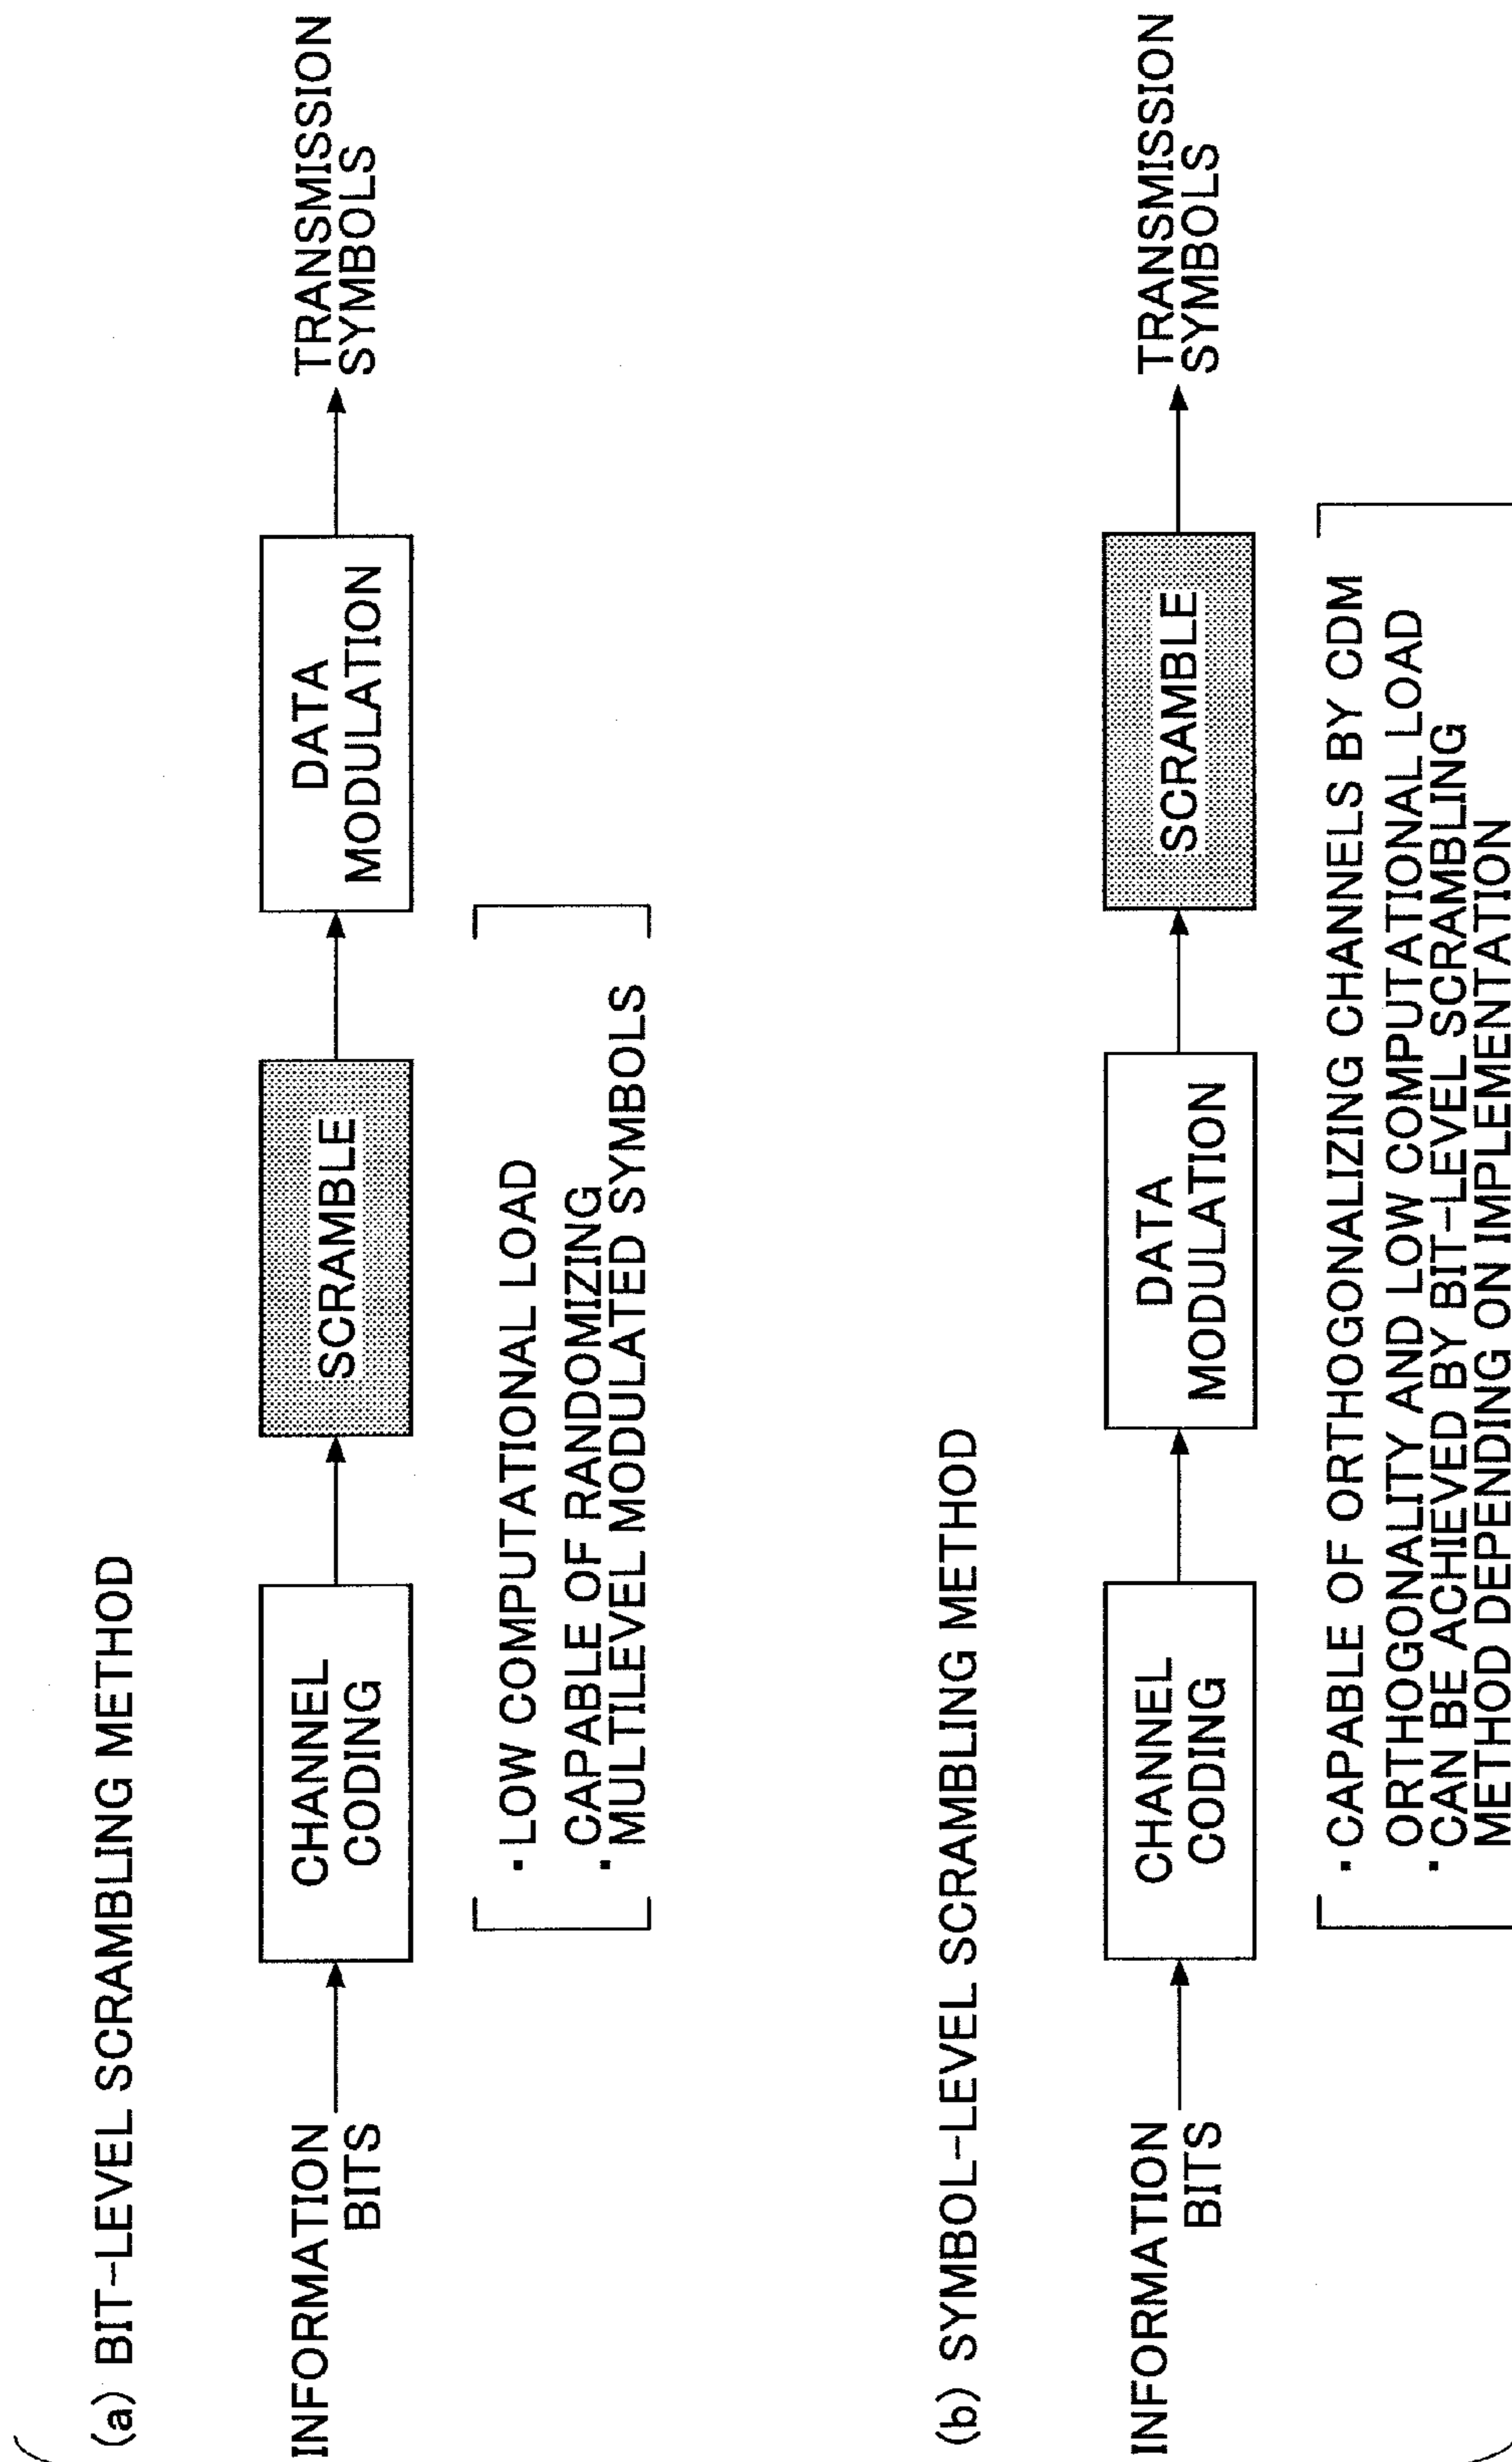 (a) BIT-LEVEL SCRAMBLING METHOD
INFORMATION
BITS
CHANNEL
CODING
SCRAMBLE
DATA
MODULATION
TRANSMISSION
SYMBOLS
· LOW COMPUTATIONAL LOAD
· CAPABLE OF RANDOMIZING
MULTILEVEL MODULATED SYMBOLS
(b) SYMBOL-LEVEL SCRAMBLING METHOD
INFORMATION
BITS
CHANNEL
CODING
DATA
MODULATION
SCRAMBLE
TRANSMISSION
SYMBOLS
· CAPABLE OF ORTHOGONALIZING CHANNELS BY CDM
· ORTHOGONALITY AND LOW COMPUTATIONAL LOAD
CAN BE ACHIEVED BY BIT-LEVEL SCRAMBLING
METHOD DEPENDING ON IMPLEMENTATION